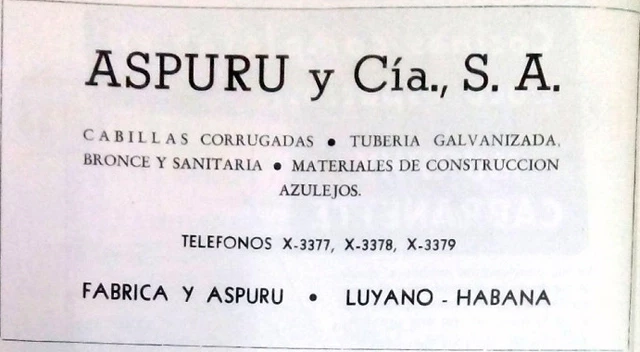 ASPURU y Cía., S. A.
CABILLAS CORRUGADAS • TUBERIA GALVANIZADA,
BRONCE Y SANITARIA • MATERIALES DE CONSTRUCCION
AZULEJOS.
TELEFONOS X-3377, X-3378, X-3379
FABRICA Y ASPURU • LUYANO - HABANA